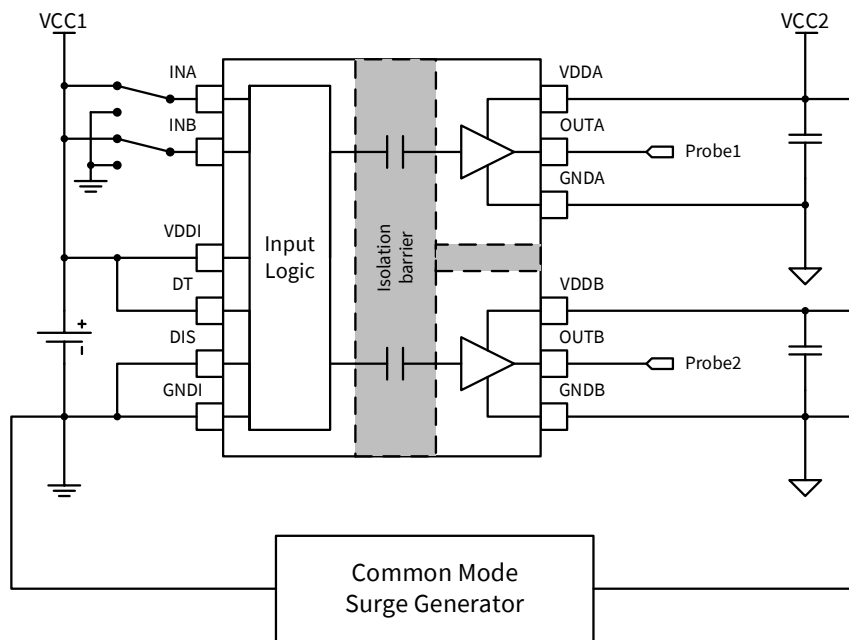 VCC1
VCC2
INA
INB
VDDI
DT
DIS
GNDI
Input
Logic
Isolation
barrier
VDDA
OUTA
GNDA
VDDB
OUTB
GNDB
Probe1
Probe2
+
−
Common Mode
Surge Generator